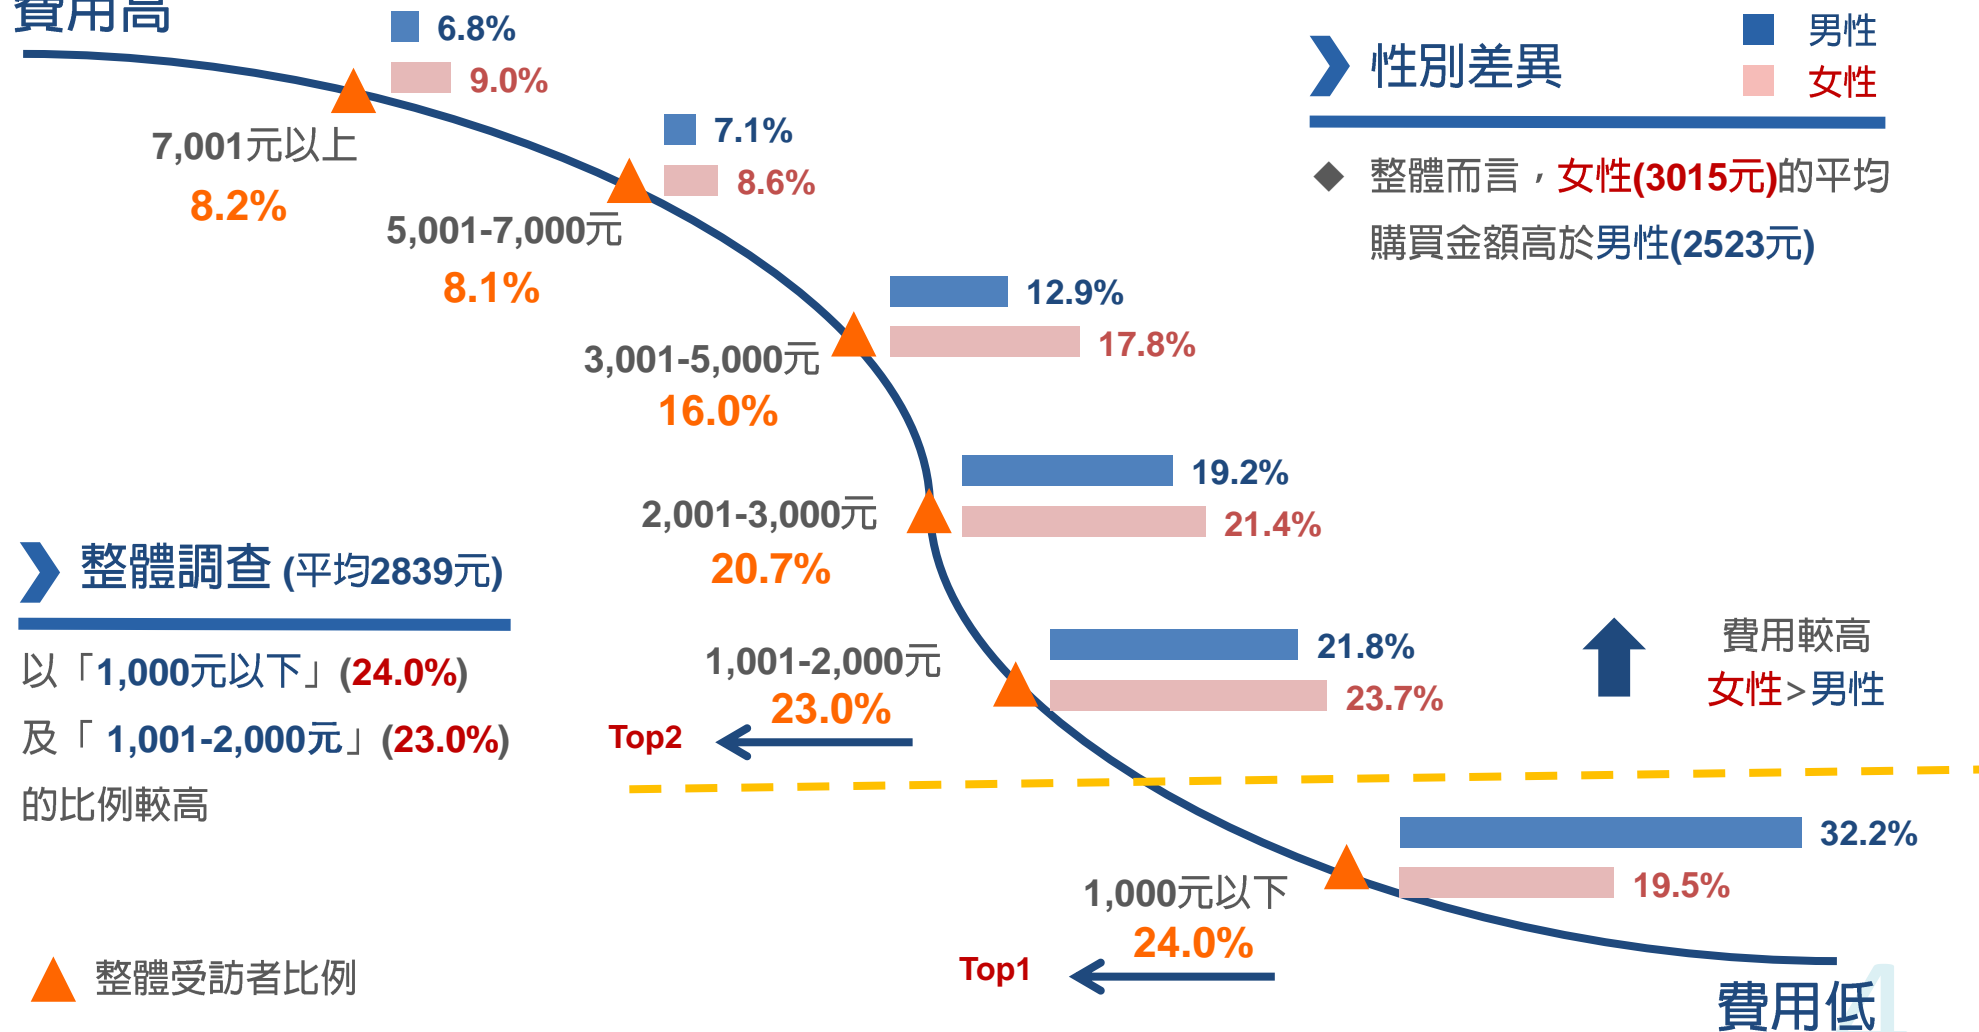 費用高
6.8%
9.0%
7,001元以上
8.2%
7.1%
8.6%
5,001-7,000元
8.1%
12.9%
17.8%
3,001-5,000元
16.0%
19.2%
21.4%
2,001-3,000元
20.7%
21.8%
23.7%
1,001-2,000元
23.0%
Top2
32.2%
19.5%
1,000元以下
24.0%
Top1
費用低
男性
女性
性別差異
整體而言，女性(3015元)的平均
購買金額高於男性(2523元)
費用較高
女性>男性
整體調查 (平均2839元)
以「1,000元以下」(24.0%)
及「 1,001-2,000元」(23.0%)
的比例較高
整體受訪者比例